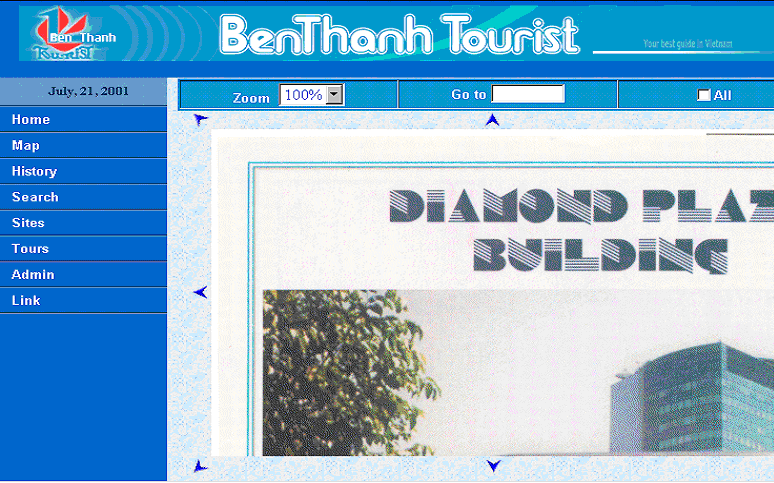 Ben Thanh
Tourist
BenThanh Tourist
Your best guide in Vietnam
July, 21, 2001
Zoom 100% Go to All
Home
Map
History
Search
Sites
Tours
Admin
Link
DIAMOND PLAZ
BUILDING